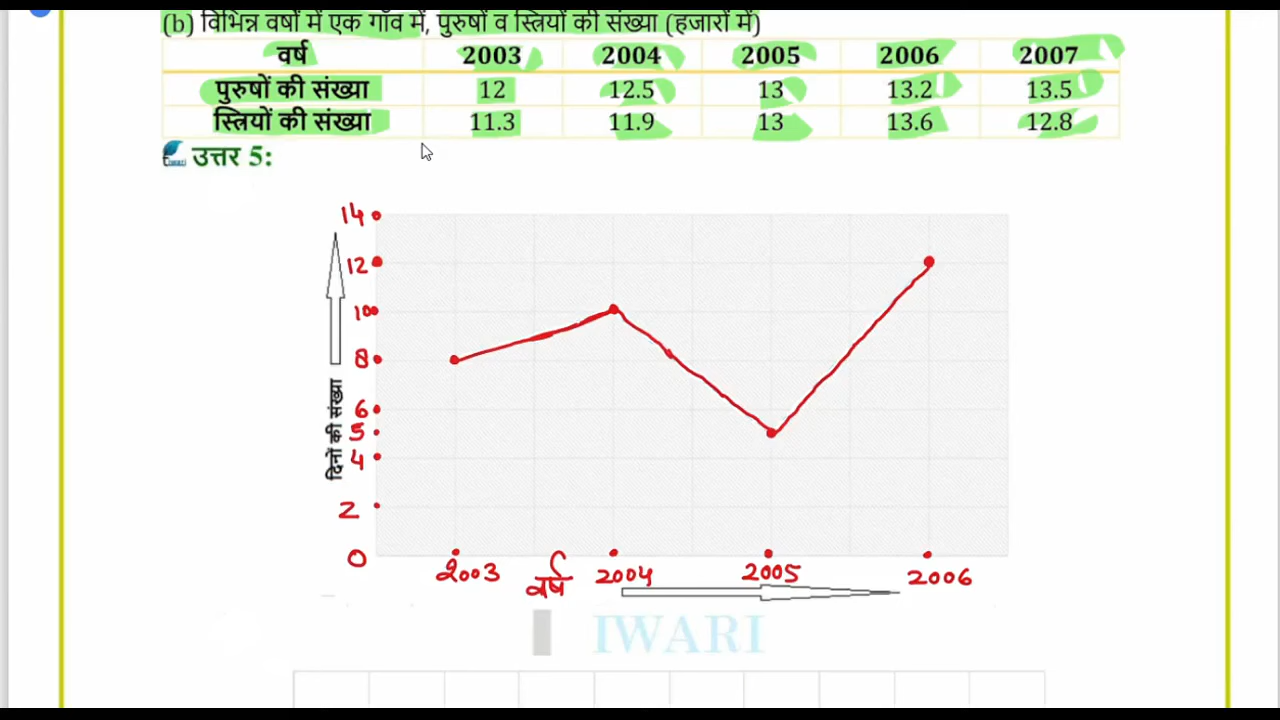 (b) विभिन्न वर्षों में एक गाँव में, पुरुषों व स्त्रियों की संख्या (हजारों में)
वर्ष 2003 2004 2005 2006 2007
पुरुषों की संख्या 12 12.5 13 13.2 13.5
स्त्रियों की संख्या 11.3 11.9 13 13.6 12.8
Tiwari उत्तर 5:
14
12
10
8
6
5
4
2
0
दिनों की संख्या
2003 2004 2005 2006
वर्ष
IWARI